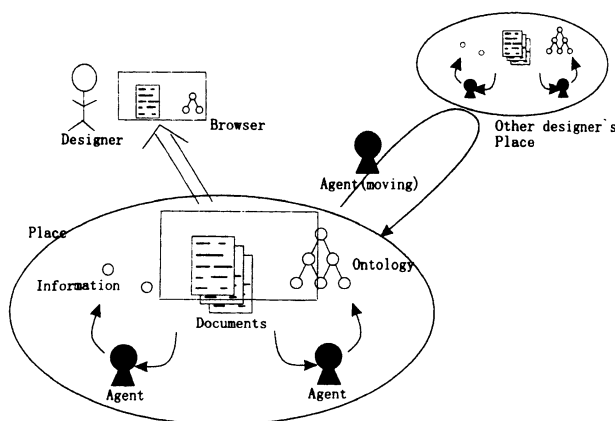 Designer
Browser
Other designer`s
Place
Agent(moving)
Place
Information
Ontology
Documents
Agent
Agent